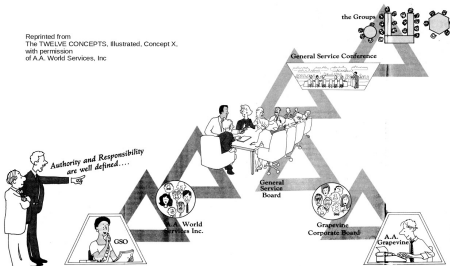 Reprinted from
The TWELVE CONCEPTS, Illustrated, Concept X,
with permission
of A.A. World Services, Inc
the Groups
General Service Conference
Authority and Responsibility
are well defined....
General
Service
Board
A.A. World
Services Inc.
Grapevine
Corporate Board
GSO
A.A.
Grapevine